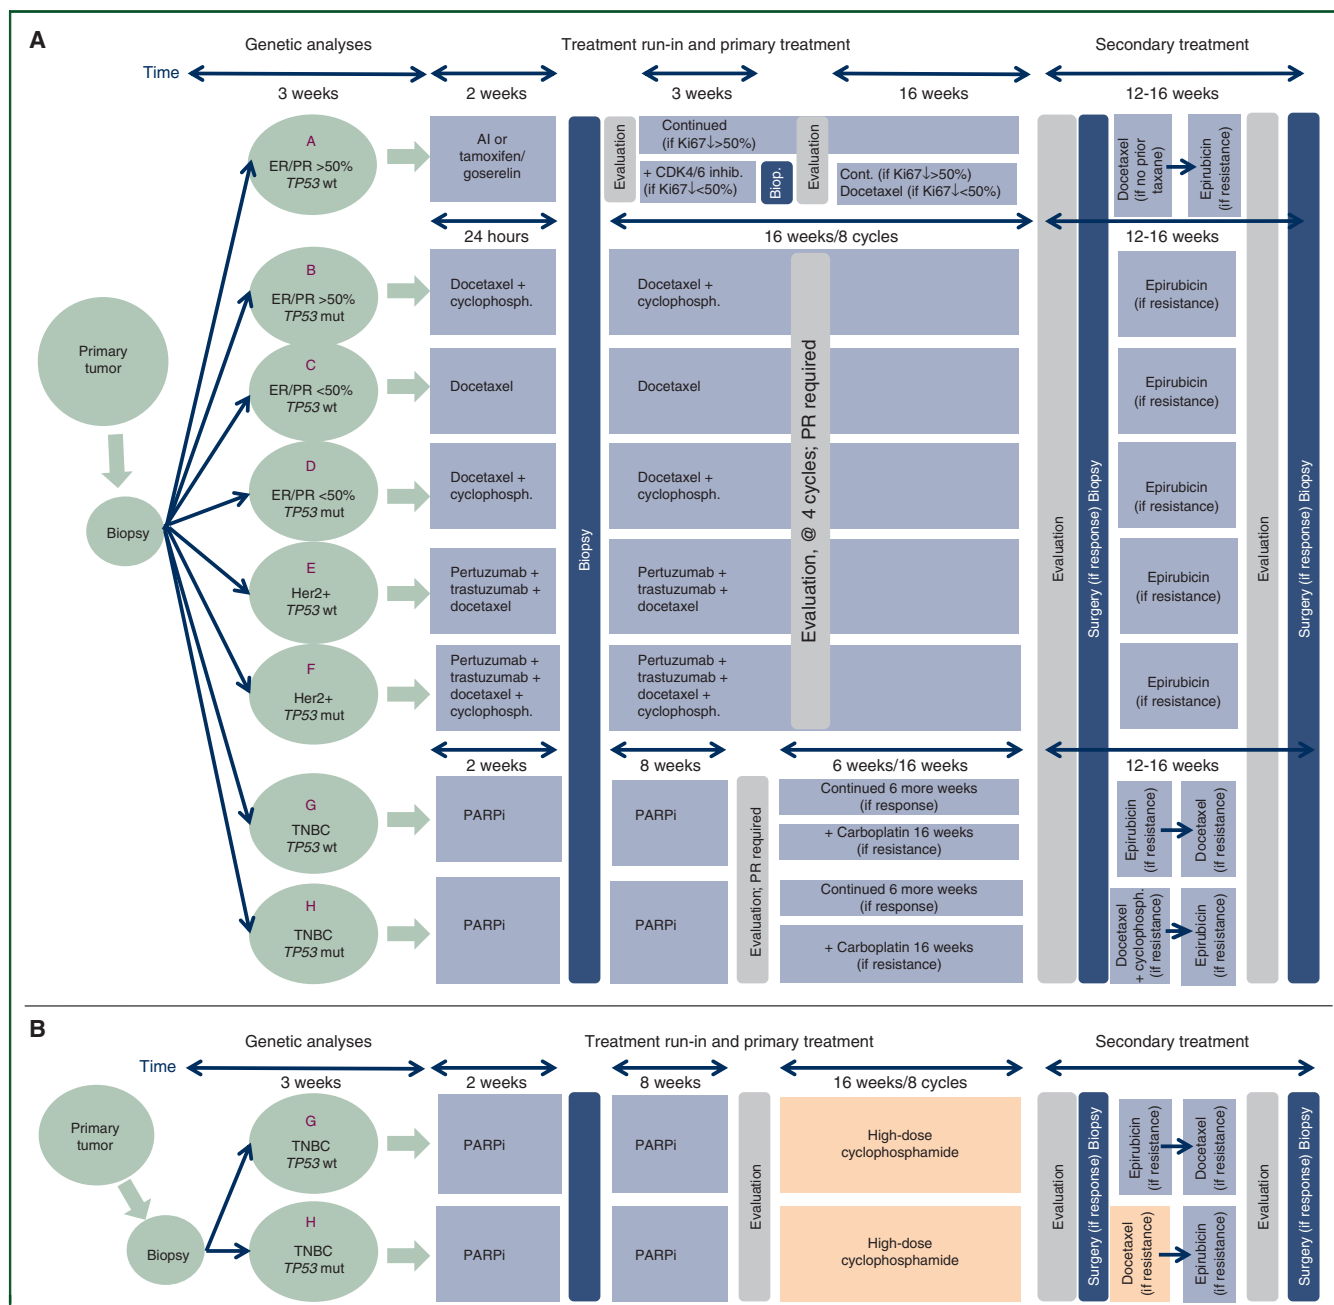 A
Genetic analyses
Treatment run-in and primary treatment
Secondary treatment
Time
3 weeks
2 weeks
3 weeks
16 weeks
12-16 weeks
A
ER/PR >50%
TP53 wt
AI or
tamoxifen/
goserelin
Evaluation
Continued
(if Ki67↓>50%)
+ CDK4/6 inhib.
(if Ki67↓<50%)
Biop.
Evaluation
Cont. (if Ki67↓>50%)
Docetaxel (if Ki67↓<50%)
Docetaxel
(if no prior
taxane)
Epirubicin
(if resistance)
24 hours
16 weeks/8 cycles
12-16 weeks
B
ER/PR >50%
TP53 mut
Docetaxel +
cyclophosph.
Docetaxel +
cyclophosph.
Epirubicin
(if resistance)
Primary
tumor
C
ER/PR <50%
TP53 wt
Docetaxel
Docetaxel
Epirubicin
(if resistance)
D
ER/PR <50%
TP53 mut
Docetaxel +
cyclophosph.
Docetaxel +
cyclophosph.
Epirubicin
(if resistance)
Biopsy
E
Her2+
TP53 wt
Pertuzumab +
trastuzumab +
docetaxel
Pertuzumab +
trastuzumab +
docetaxel
Epirubicin
(if resistance)
F
Her2+
TP53 mut
Pertuzumab +
trastuzumab +
docetaxel +
cyclophosph.
Pertuzumab +
trastuzumab +
docetaxel +
cyclophosph.
Epirubicin
(if resistance)
Biopsy
Evaluation, @ 4 cycles; PR required
Evaluation
Surgery (if response) Biopsy
Evaluation
Surgery (if response) Biopsy
2 weeks
8 weeks
6 weeks/16 weeks
12-16 weeks
G
TNBC
TP53 wt
PARPi
PARPi
Evaluation; PR required
Continued 6 more weeks
(if response)
+ Carboplatin 16 weeks
(if resistance)
Epirubicin
(if resistance)
Docetaxel
(if resistance)
H
TNBC
TP53 mut
PARPi
PARPi
Continued 6 more weeks
(if response)
+ Carboplatin 16 weeks
(if resistance)
Docetaxel
+ cyclophosph.
(if resistance)
Epirubicin
(if resistance)
B
Genetic analyses
Treatment run-in and primary treatment
Secondary treatment
Time
3 weeks
2 weeks
8 weeks
16 weeks/8 cycles
Primary
tumor
Biopsy
G
TNBC
TP53 wt
PARPi
PARPi
Evaluation
High-dose
cyclophosphamide
Evaluation
Surgery (if response) Biopsy
Epirubicin
(if resistance)
Docetaxel
(if resistance)
Evaluation
Surgery (if response) Biopsy
H
TNBC
TP53 mut
PARPi
PARPi
High-dose
cyclophosphamide
Docetaxel
(if resistance)
Epirubicin
(if resistance)